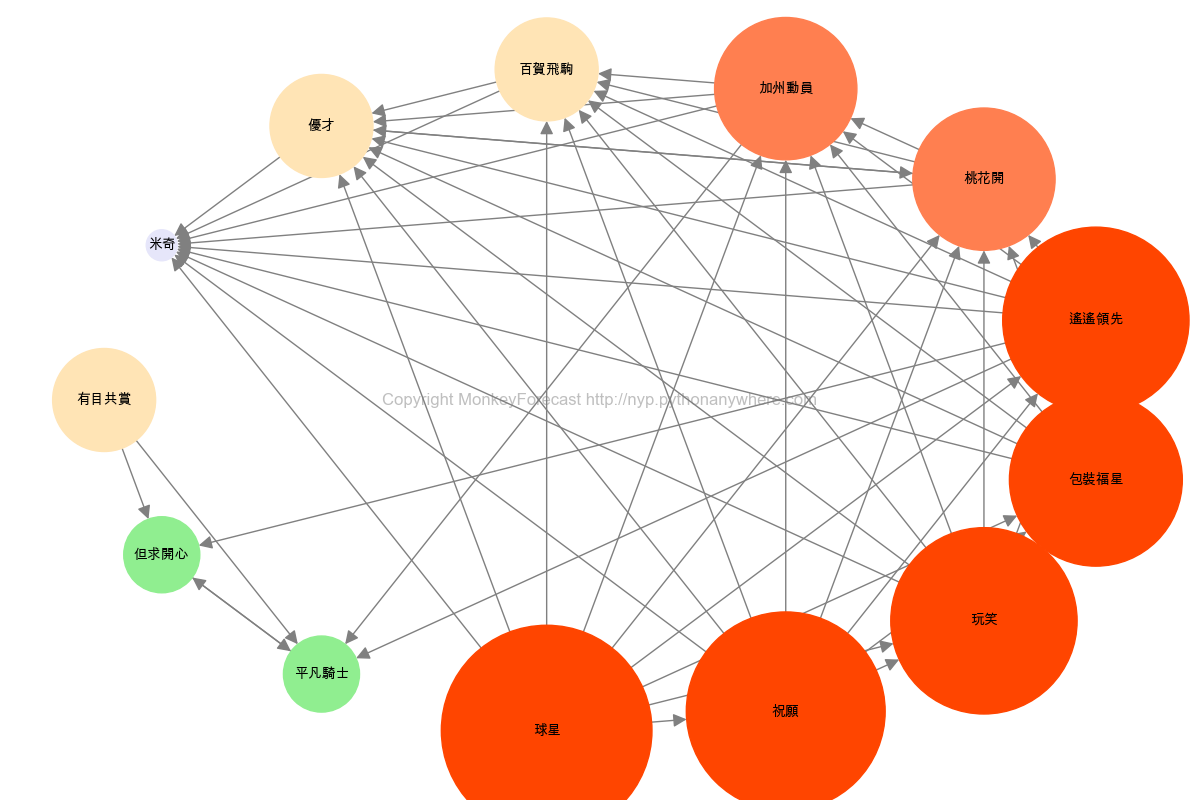 百賀飛駒
加州動員
優才
桃花開
米奇
遙遙領先
有目共賞
Copyright MonkeyForecast http://nyp.pythonanywhere.com
包裝福星
但求開心
玩笑
平凡騎士
祝願
球星